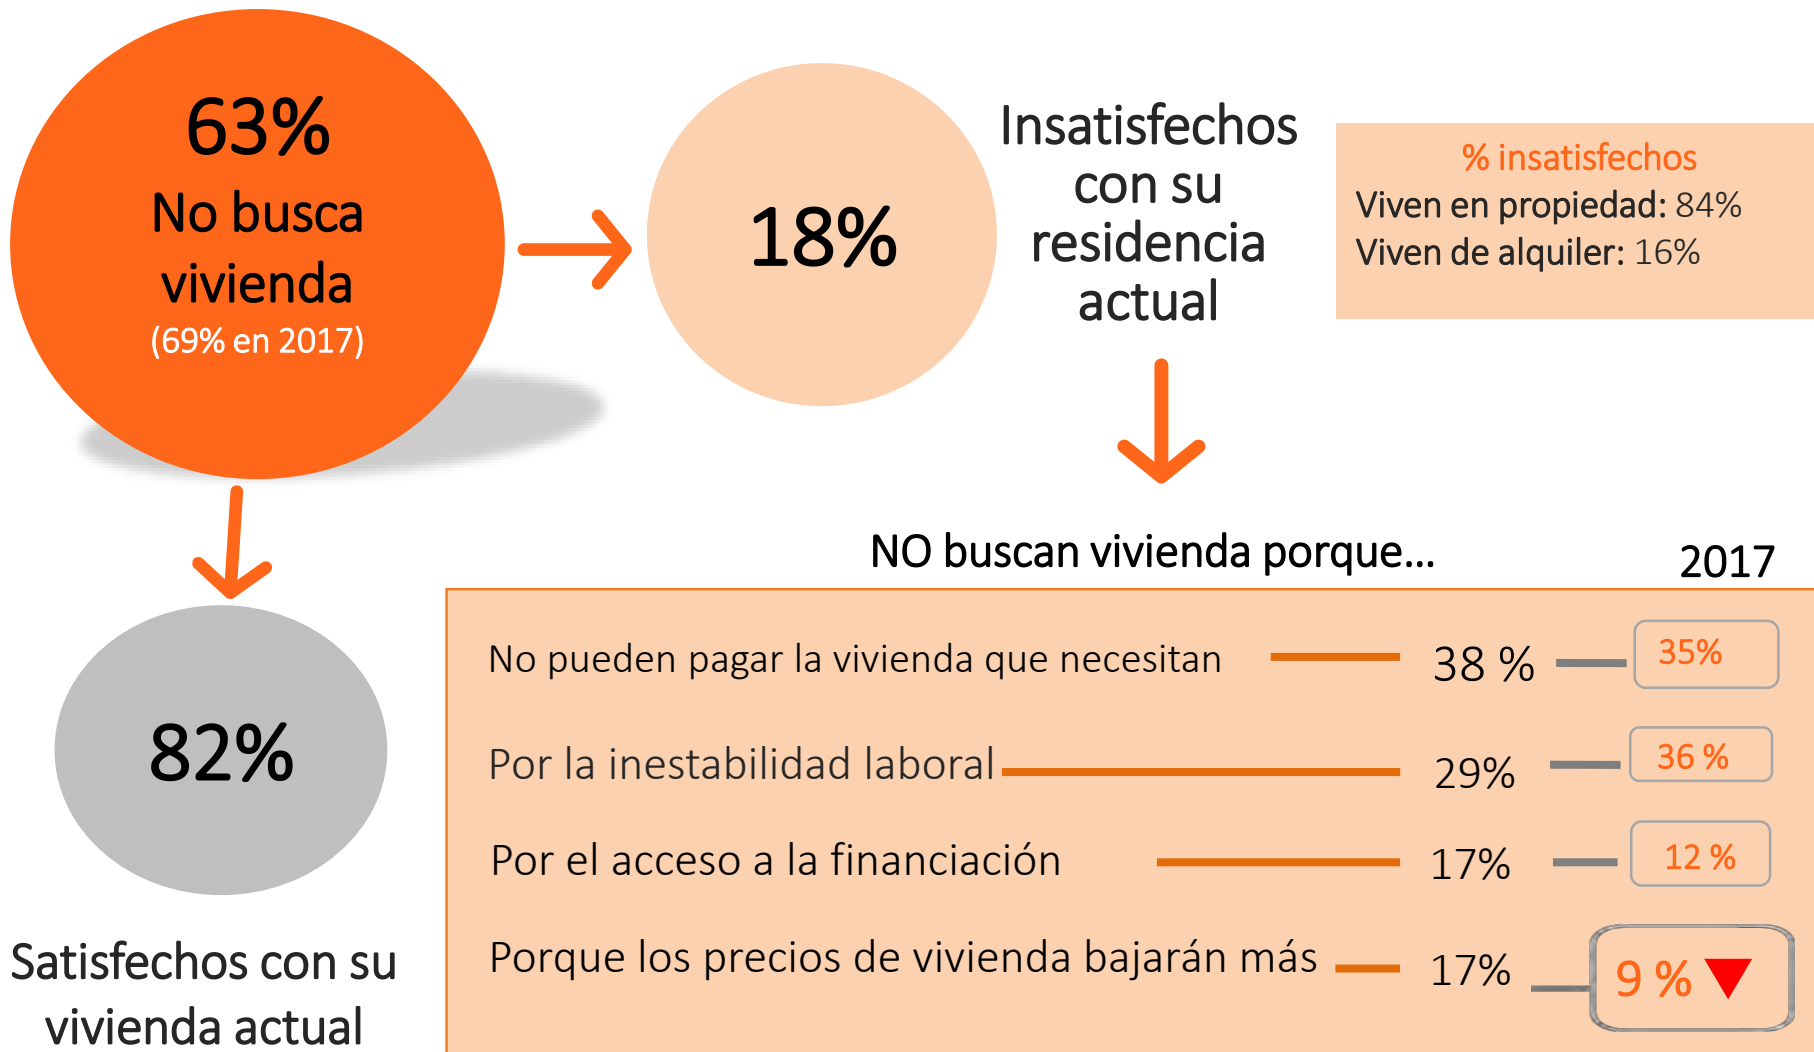 63%
No busca
vivienda
(69% en 2017)
18%
Insatisfechos
con su
residencia
actual
% insatisfechos
Viven en propiedad: 84%
Viven de alquiler: 16%
82%
Satisfechos con su
vivienda actual
NO buscan vivienda porque...
2017
No pueden pagar la vivienda que necesitan 38 % 35%
Por la inestabilidad laboral 29% 36 %
Por el acceso a la financiación 17% 12 %
Porque los precios de vivienda bajarán más 17% 9 %